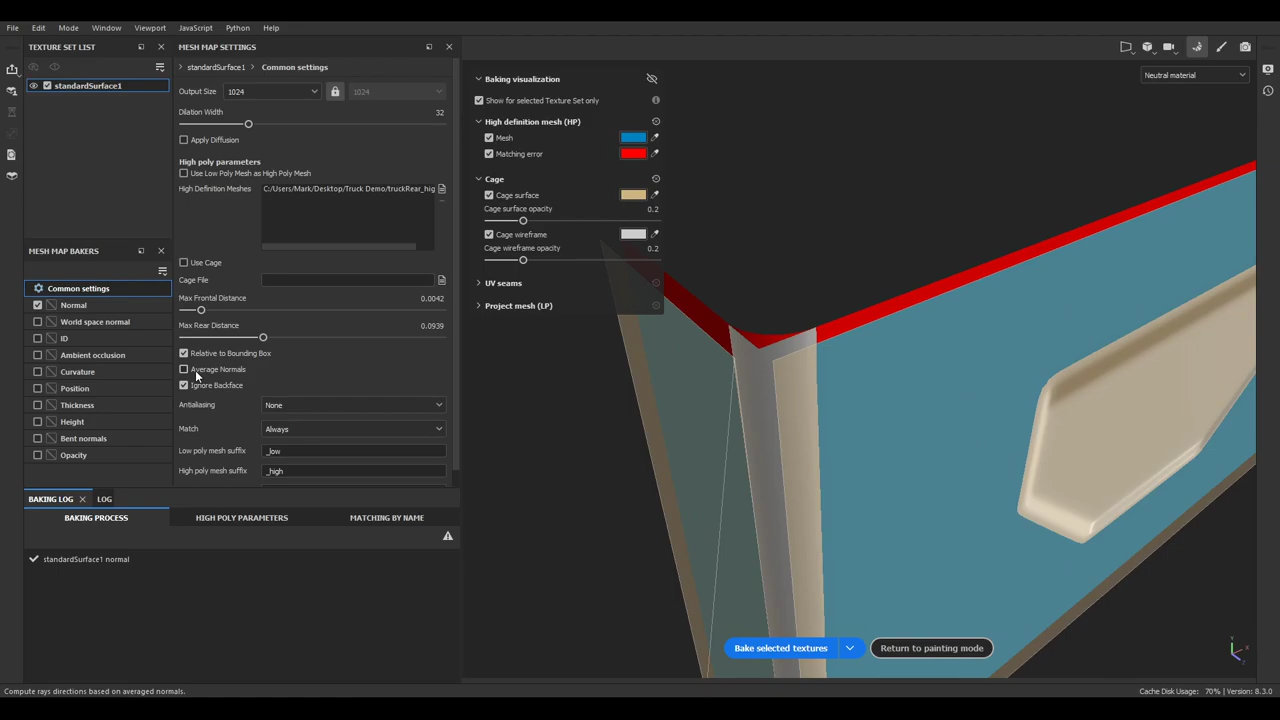 File Edit Mode Window Viewport JavaScript Python Help
TEXTURE SET LIST
standardSurface1
MESH MAP BAKERS
Common settings
Normal
World space normal
ID
Ambient occlusion
Curvature
Position
Thickness
Height
Bent normals
Opacity
MESH MAP SETTINGS
standardSurface1 Common settings
Output Size 1024 1024
Dilation Width 32
Apply Diffusion
High poly parameters
Use Low Poly Mesh as High Poly Mesh
High Definition Meshes C:/Users/Mark/Desktop/Truck Demo/truckRear_hig
Use Cage
Cage File
Max Frontal Distance 0.0042
Max Rear Distance 0.0939
Relative to Bounding Box
Average Normals
Ignore Backface
Antialiasing None
Match Always
Low poly mesh suffix _low
High poly mesh suffix _high
BAKING LOG LOG
BAKING PROCESS HIGH POLY PARAMETERS MATCHING BY NAME
standardSurface1 normal
Baking visualization
Show for selected Texture Set only
High definition mesh (HP)
Mesh
Matching error
Cage
Cage surface
Cage surface opacity 0.2
Cage wireframe
Cage wireframe opacity 0.2
UV seams
Project mesh (LP)
Neutral material
Bake selected textures Return to painting mode
Y
X
Z
Compute rays directions based on averaged normals. Cache Disk Usage: 70% | Version: 8.3.0